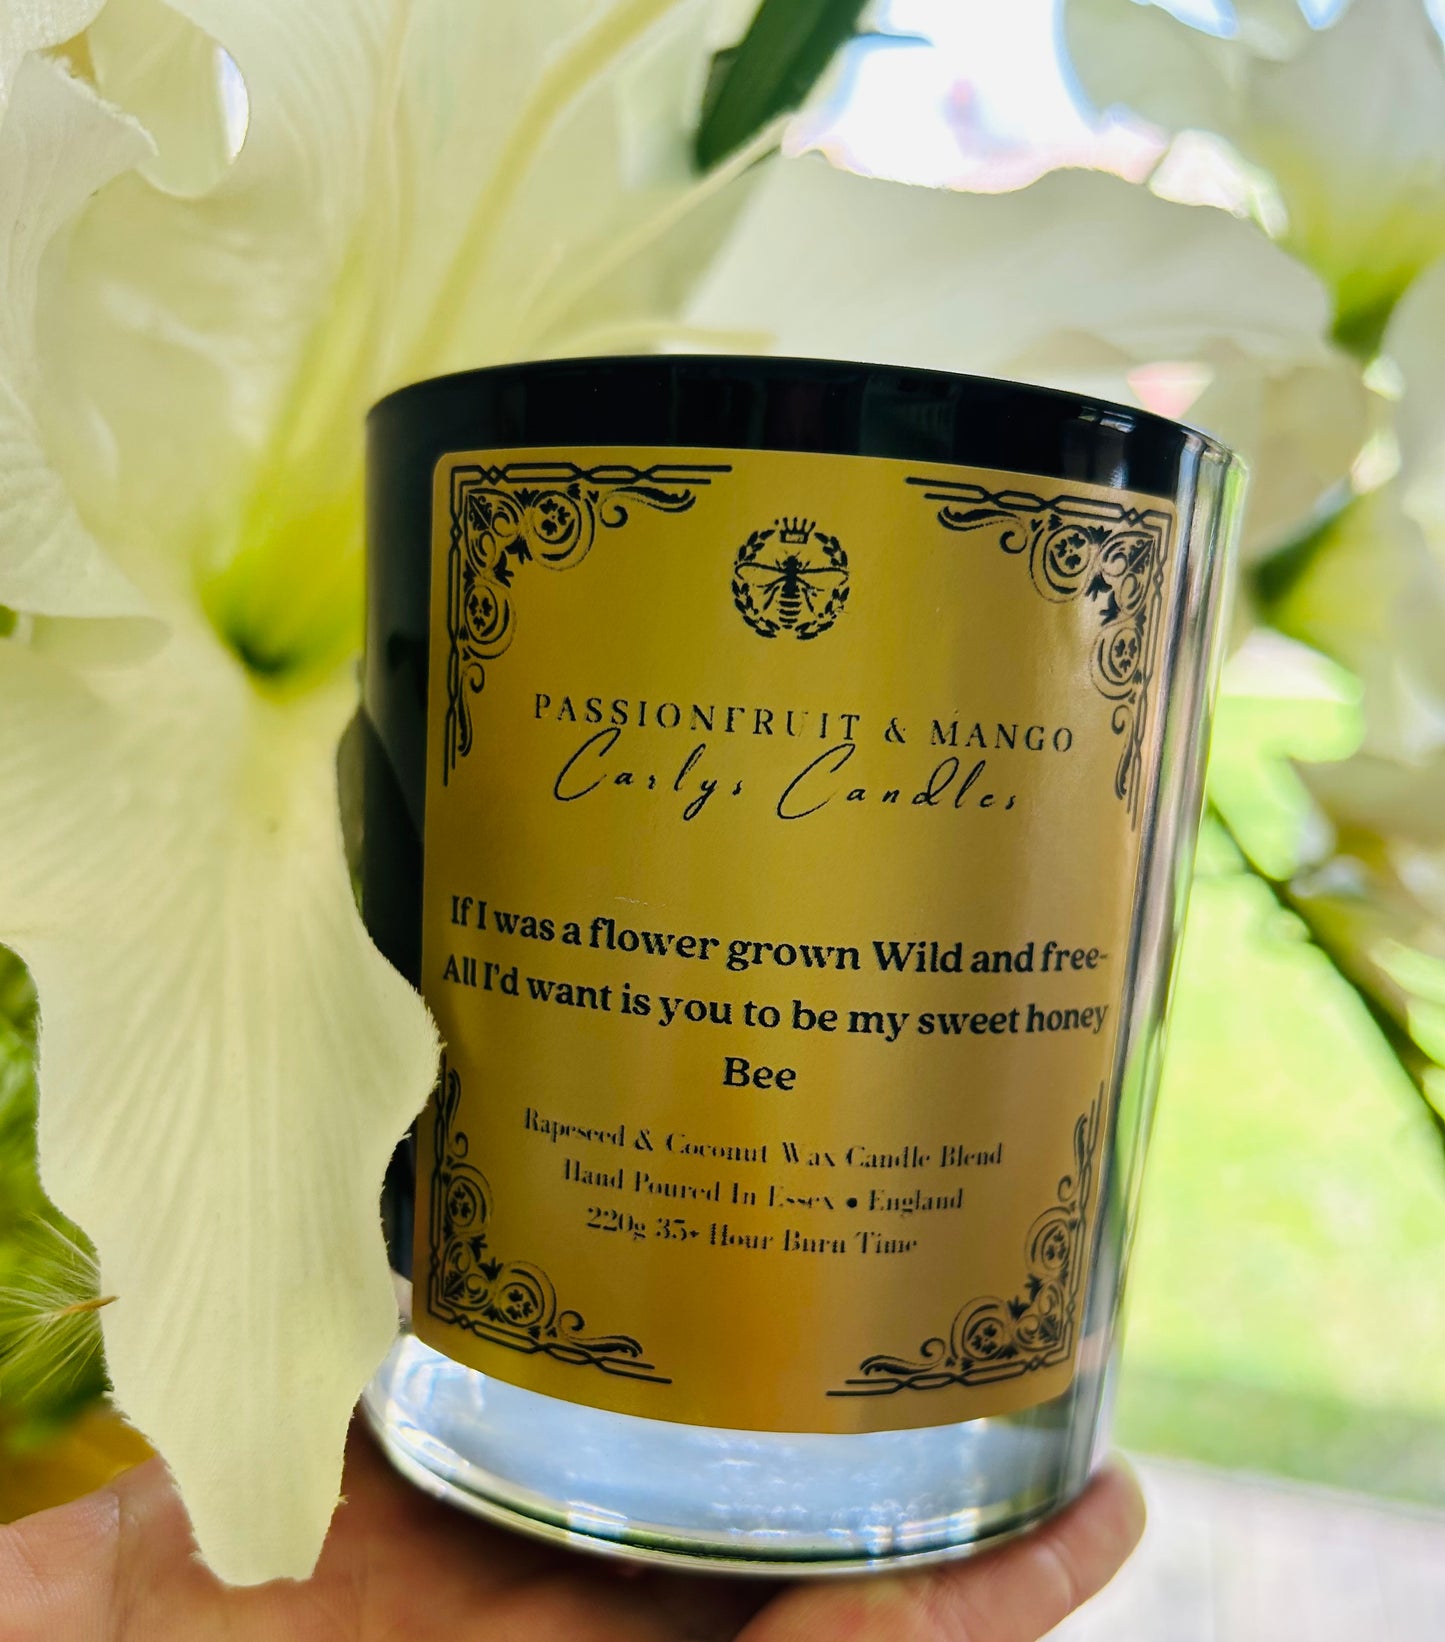 PASSIONFRUIT & MANGO
Carlys Candles
If I was a flower grown Wild and free-
All I'd want is you to be my sweet honey
Bee
Rapeseed & Coconut Wax Candle Blend
Hand Poured In Essex • England
220g 35+ Hour Burn Time